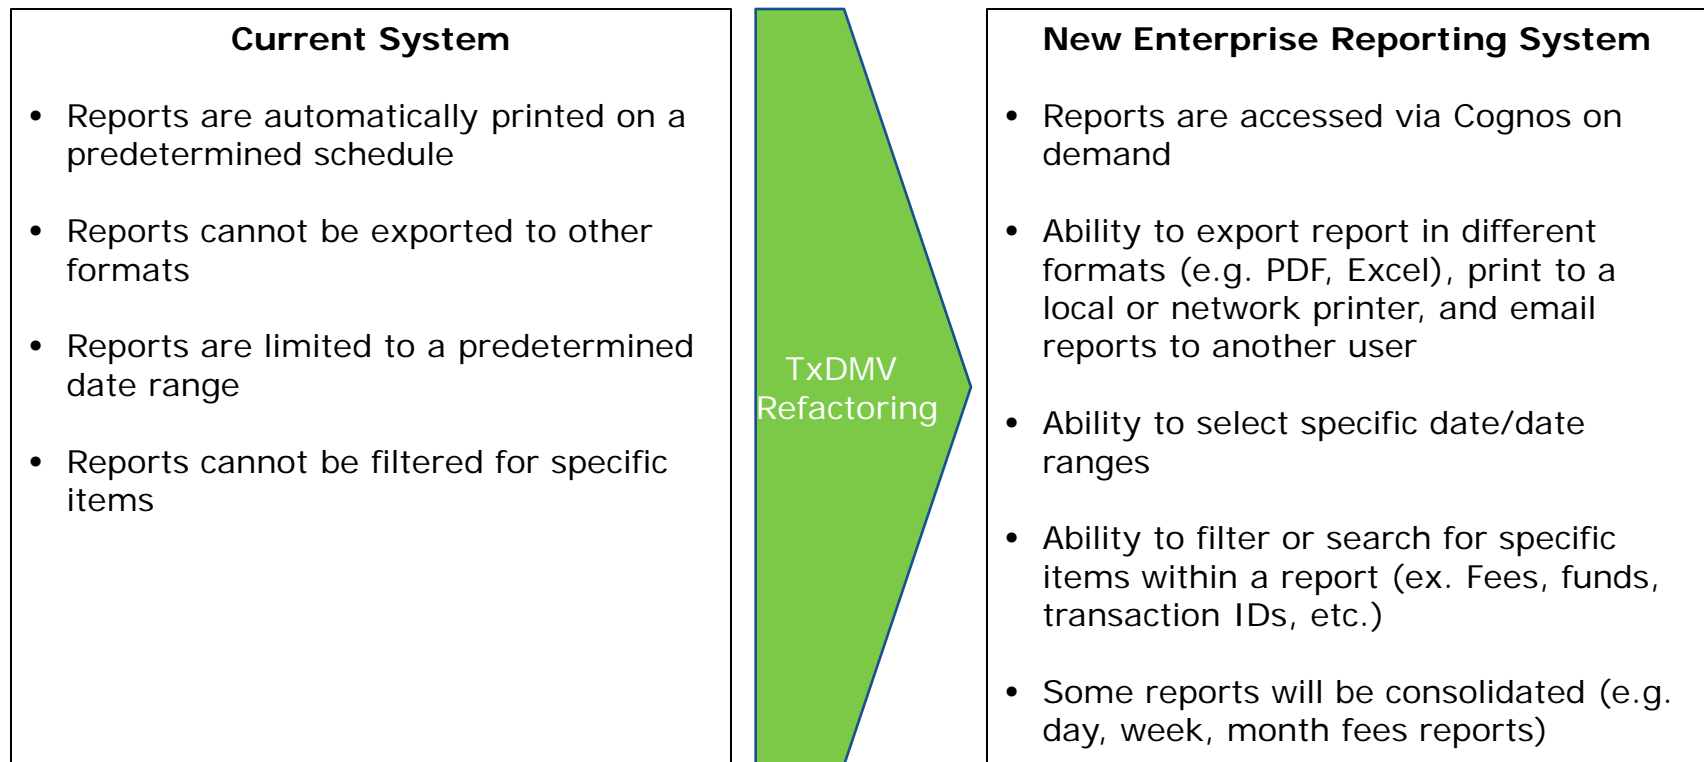 Current System
• Reports are automatically printed on a
predetermined schedule
• Reports cannot be exported to other
formats
• Reports are limited to a predetermined
date range
• Reports cannot be filtered for specific
items
TxDMV
Refactoring
New Enterprise Reporting System
• Reports are accessed via Cognos on
demand
• Ability to export report in different
formats (e.g. PDF, Excel), print to a
local or network printer, and email
reports to another user
• Ability to select specific date/date
ranges
• Ability to filter or search for specific
items within a report (ex. Fees, funds,
transaction IDs, etc.)
• Some reports will be consolidated (e.g.
day, week, month fees reports)